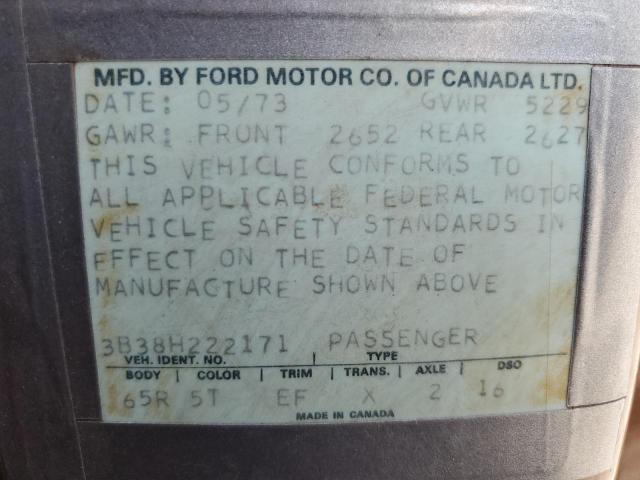 MFD. BY FORD MOTOR CO. OF CANADA LTD.
DATE: 05/73 GVWR 5229
GAWR: FRONT 2652 REAR 2627
THIS VEHICLE CONFORMS TO
ALL APPLICABLE FEDERAL MOTOR
VEHICLE SAFETY STANDARDS IN
EFFECT ON THE DATE OF
MANUFACTURE SHOWN ABOVE
3B38H222171 PASSENGER
VEH. IDENT. NO. TYPE
BODY | COLOR | TRIM | TRANS. | AXLE | DSO
65R 5T EF X 2 16
MADE IN CANADA